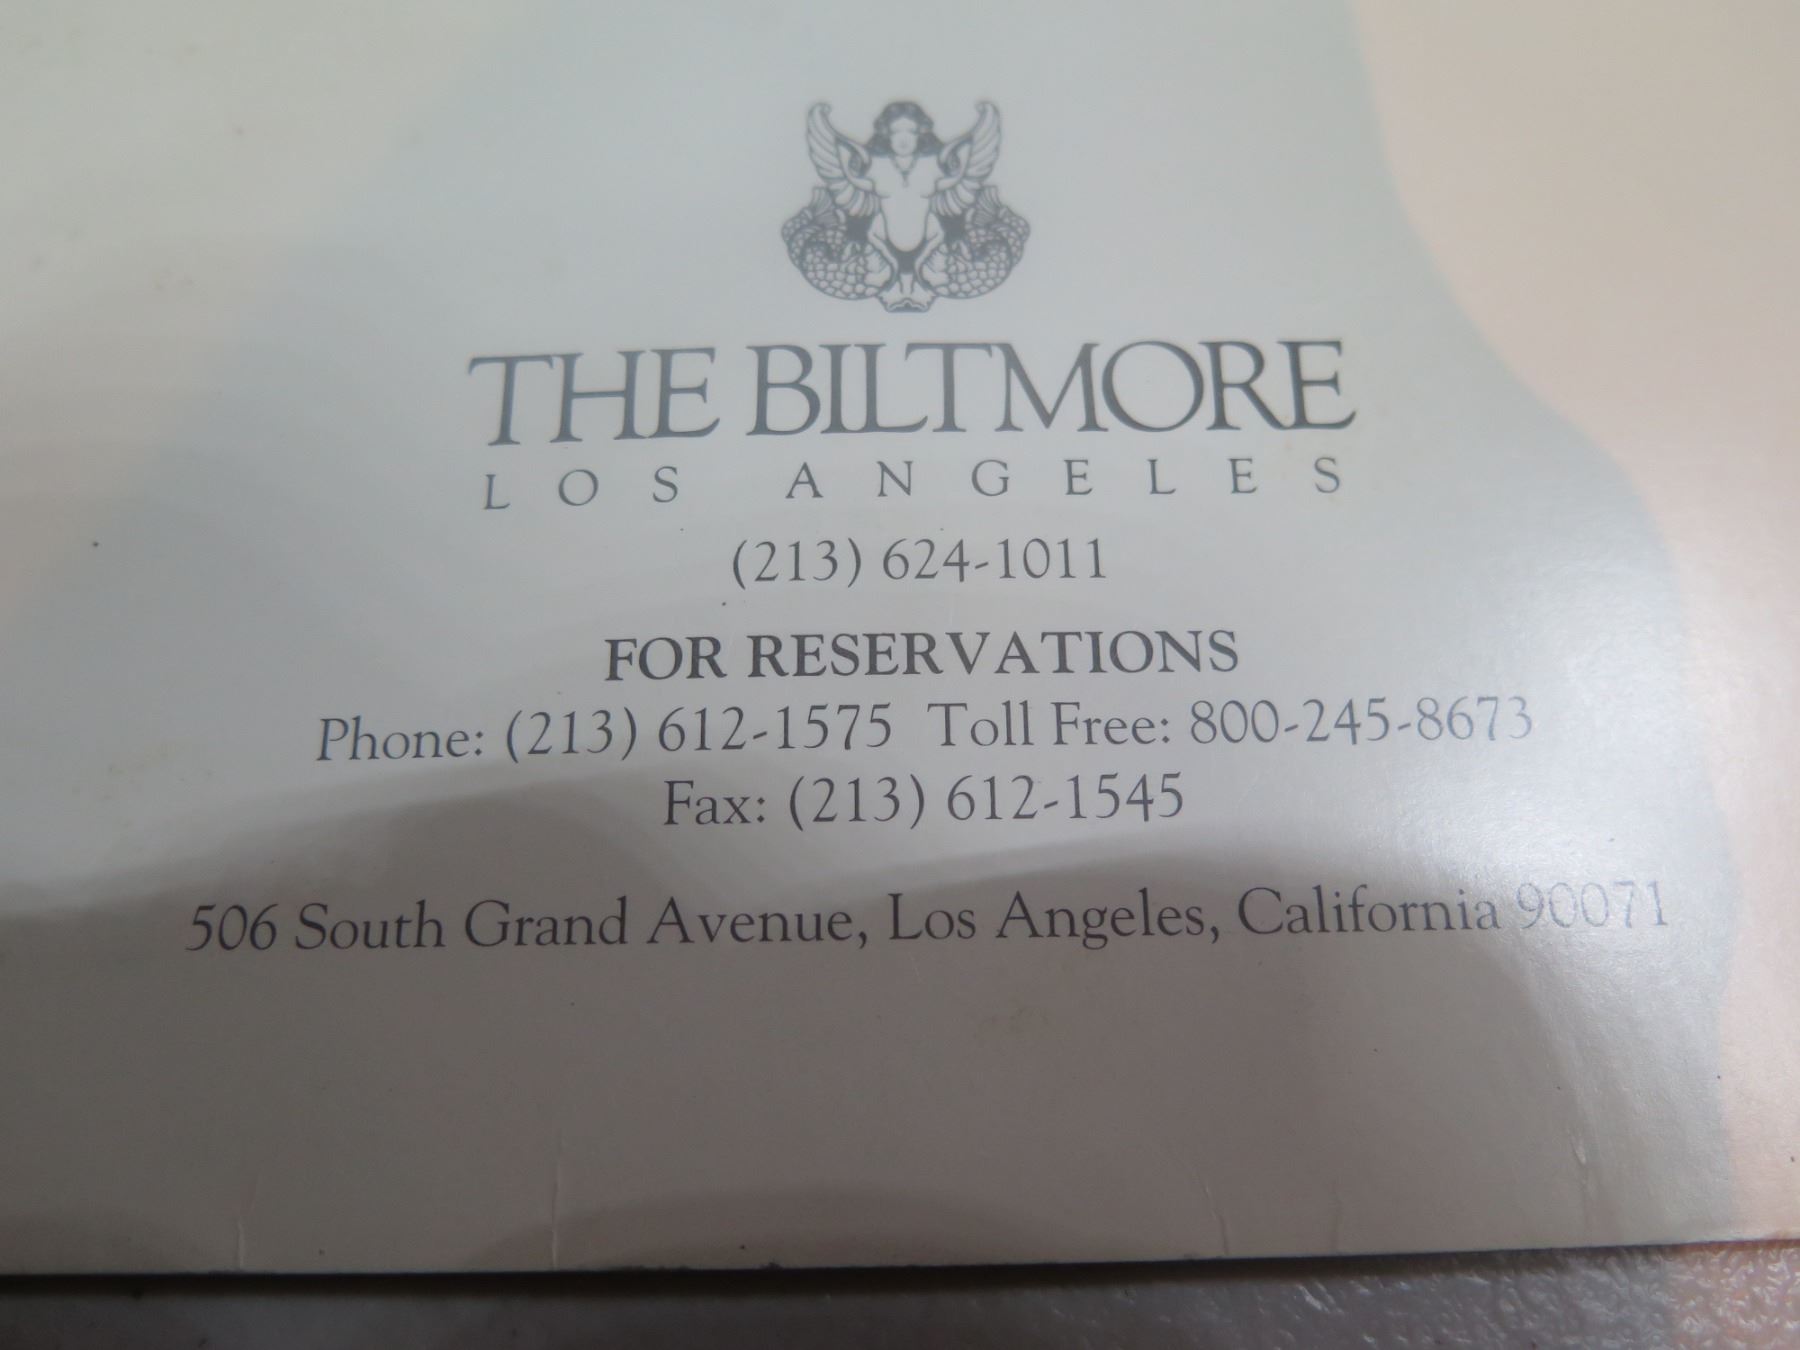 THE BILTMORE
LOS ANGELES
(213) 624-1011
FOR RESERVATIONS
Phone: (213) 612-1575 Toll Free: 800-245-8673
Fax: (213) 612-1545
506 South Grand Avenue, Los Angeles, California 90071